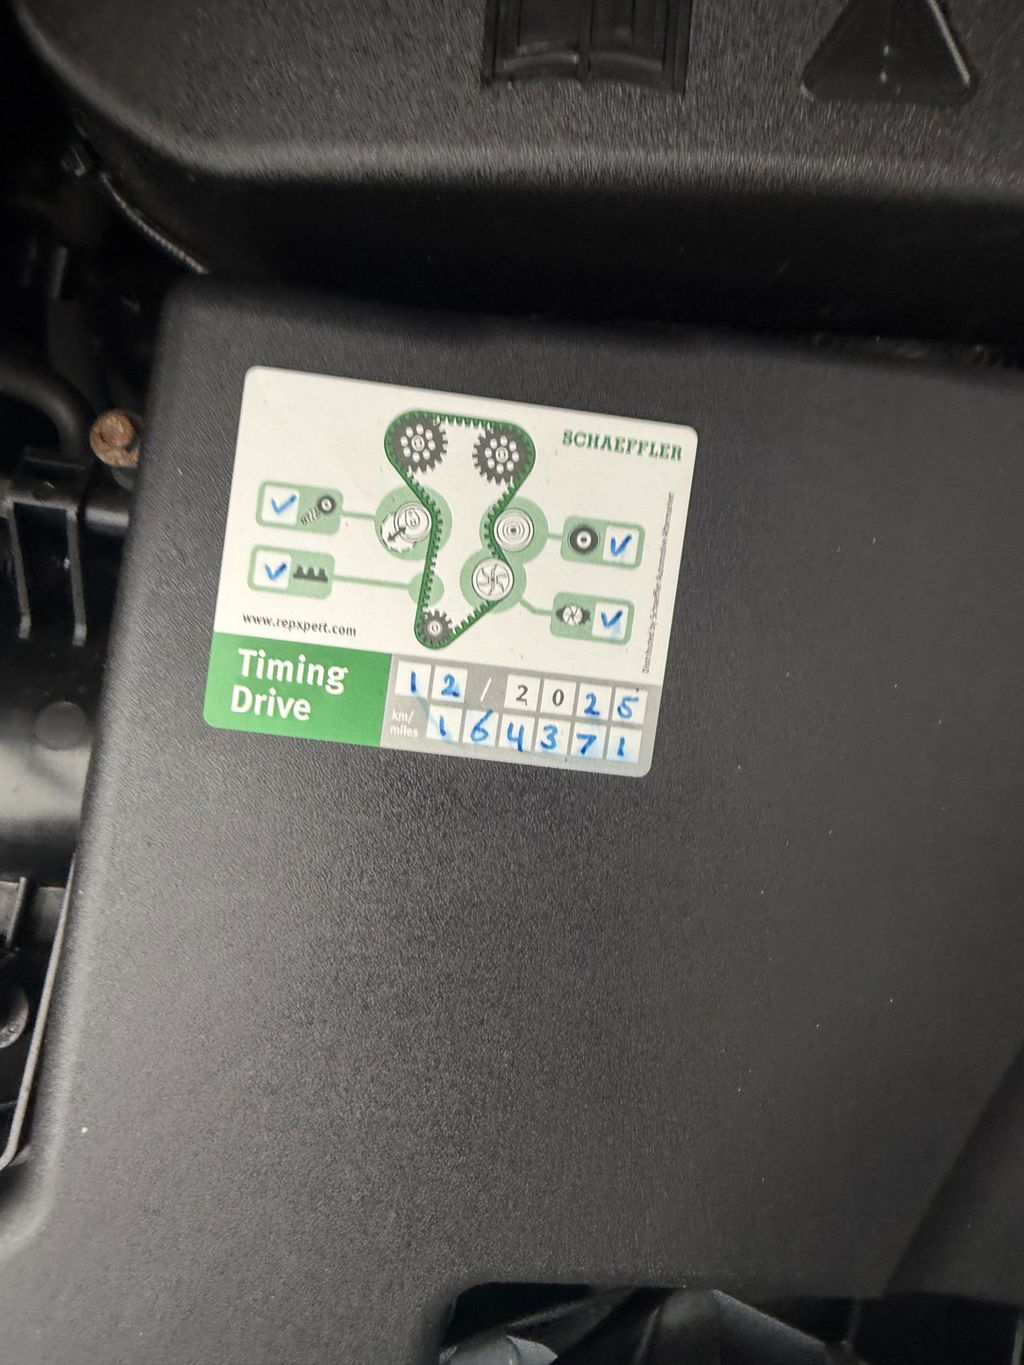 SCHAEFFLER
www.repxpert.com
Timing
Drive
12/2025
km/
miles
164371